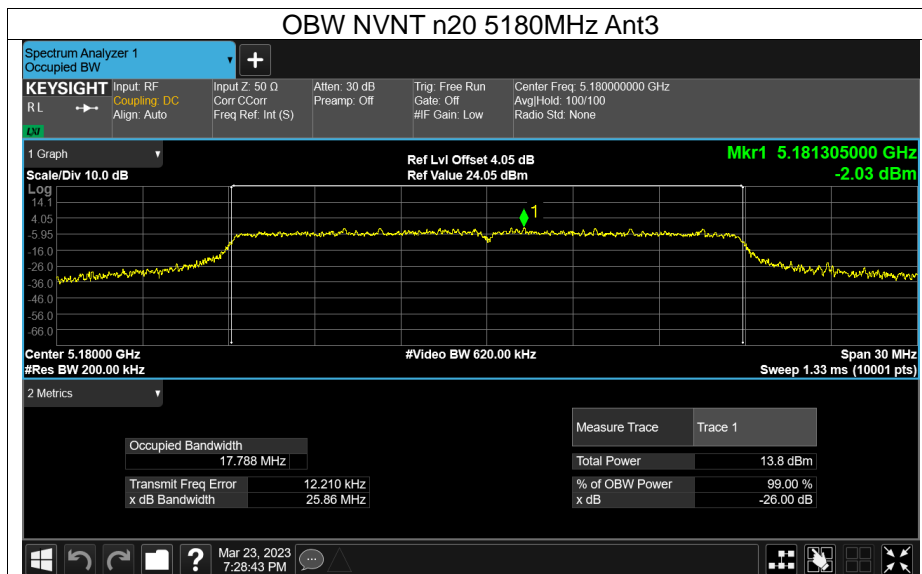 OBW NVNT n20 5180MHz Ant3
Spectrum Analyzer 1
Occupied BW
KEYSIGHT Input: RF Input Z: 50 Ω Atten: 30 dB Trig: Free Run Center Freq: 5.180000000 GHz
RL Coupling: DC Corr CCorr Preamp: Off Gate: Off Avg|Hold: 100/100
Align: Auto Freq Ref: Int (S) #IF Gain: Low Radio Std: None
LXI
1 Graph Ref Lvl Offset 4.05 dB Mkr1 5.181305000 GHz
Scale/Div 10.0 dB Ref Value 24.05 dBm -2.03 dBm
Log
14.1
4.05
-5.95
-16.0
-26.0
-36.0
-46.0
-56.0
-66.0
1
Center 5.18000 GHz #Video BW 620.00 kHz Span 30 MHz
#Res BW 200.00 kHz Sweep 1.33 ms (10001 pts)
2 Metrics
Measure Trace Trace 1
Occupied Bandwidth
17.788 MHz Total Power 13.8 dBm
Transmit Freq Error 12.210 kHz % of OBW Power 99.00 %
x dB Bandwidth 25.86 MHz x dB -26.00 dB
? Mar 23, 2023
7:28:43 PM